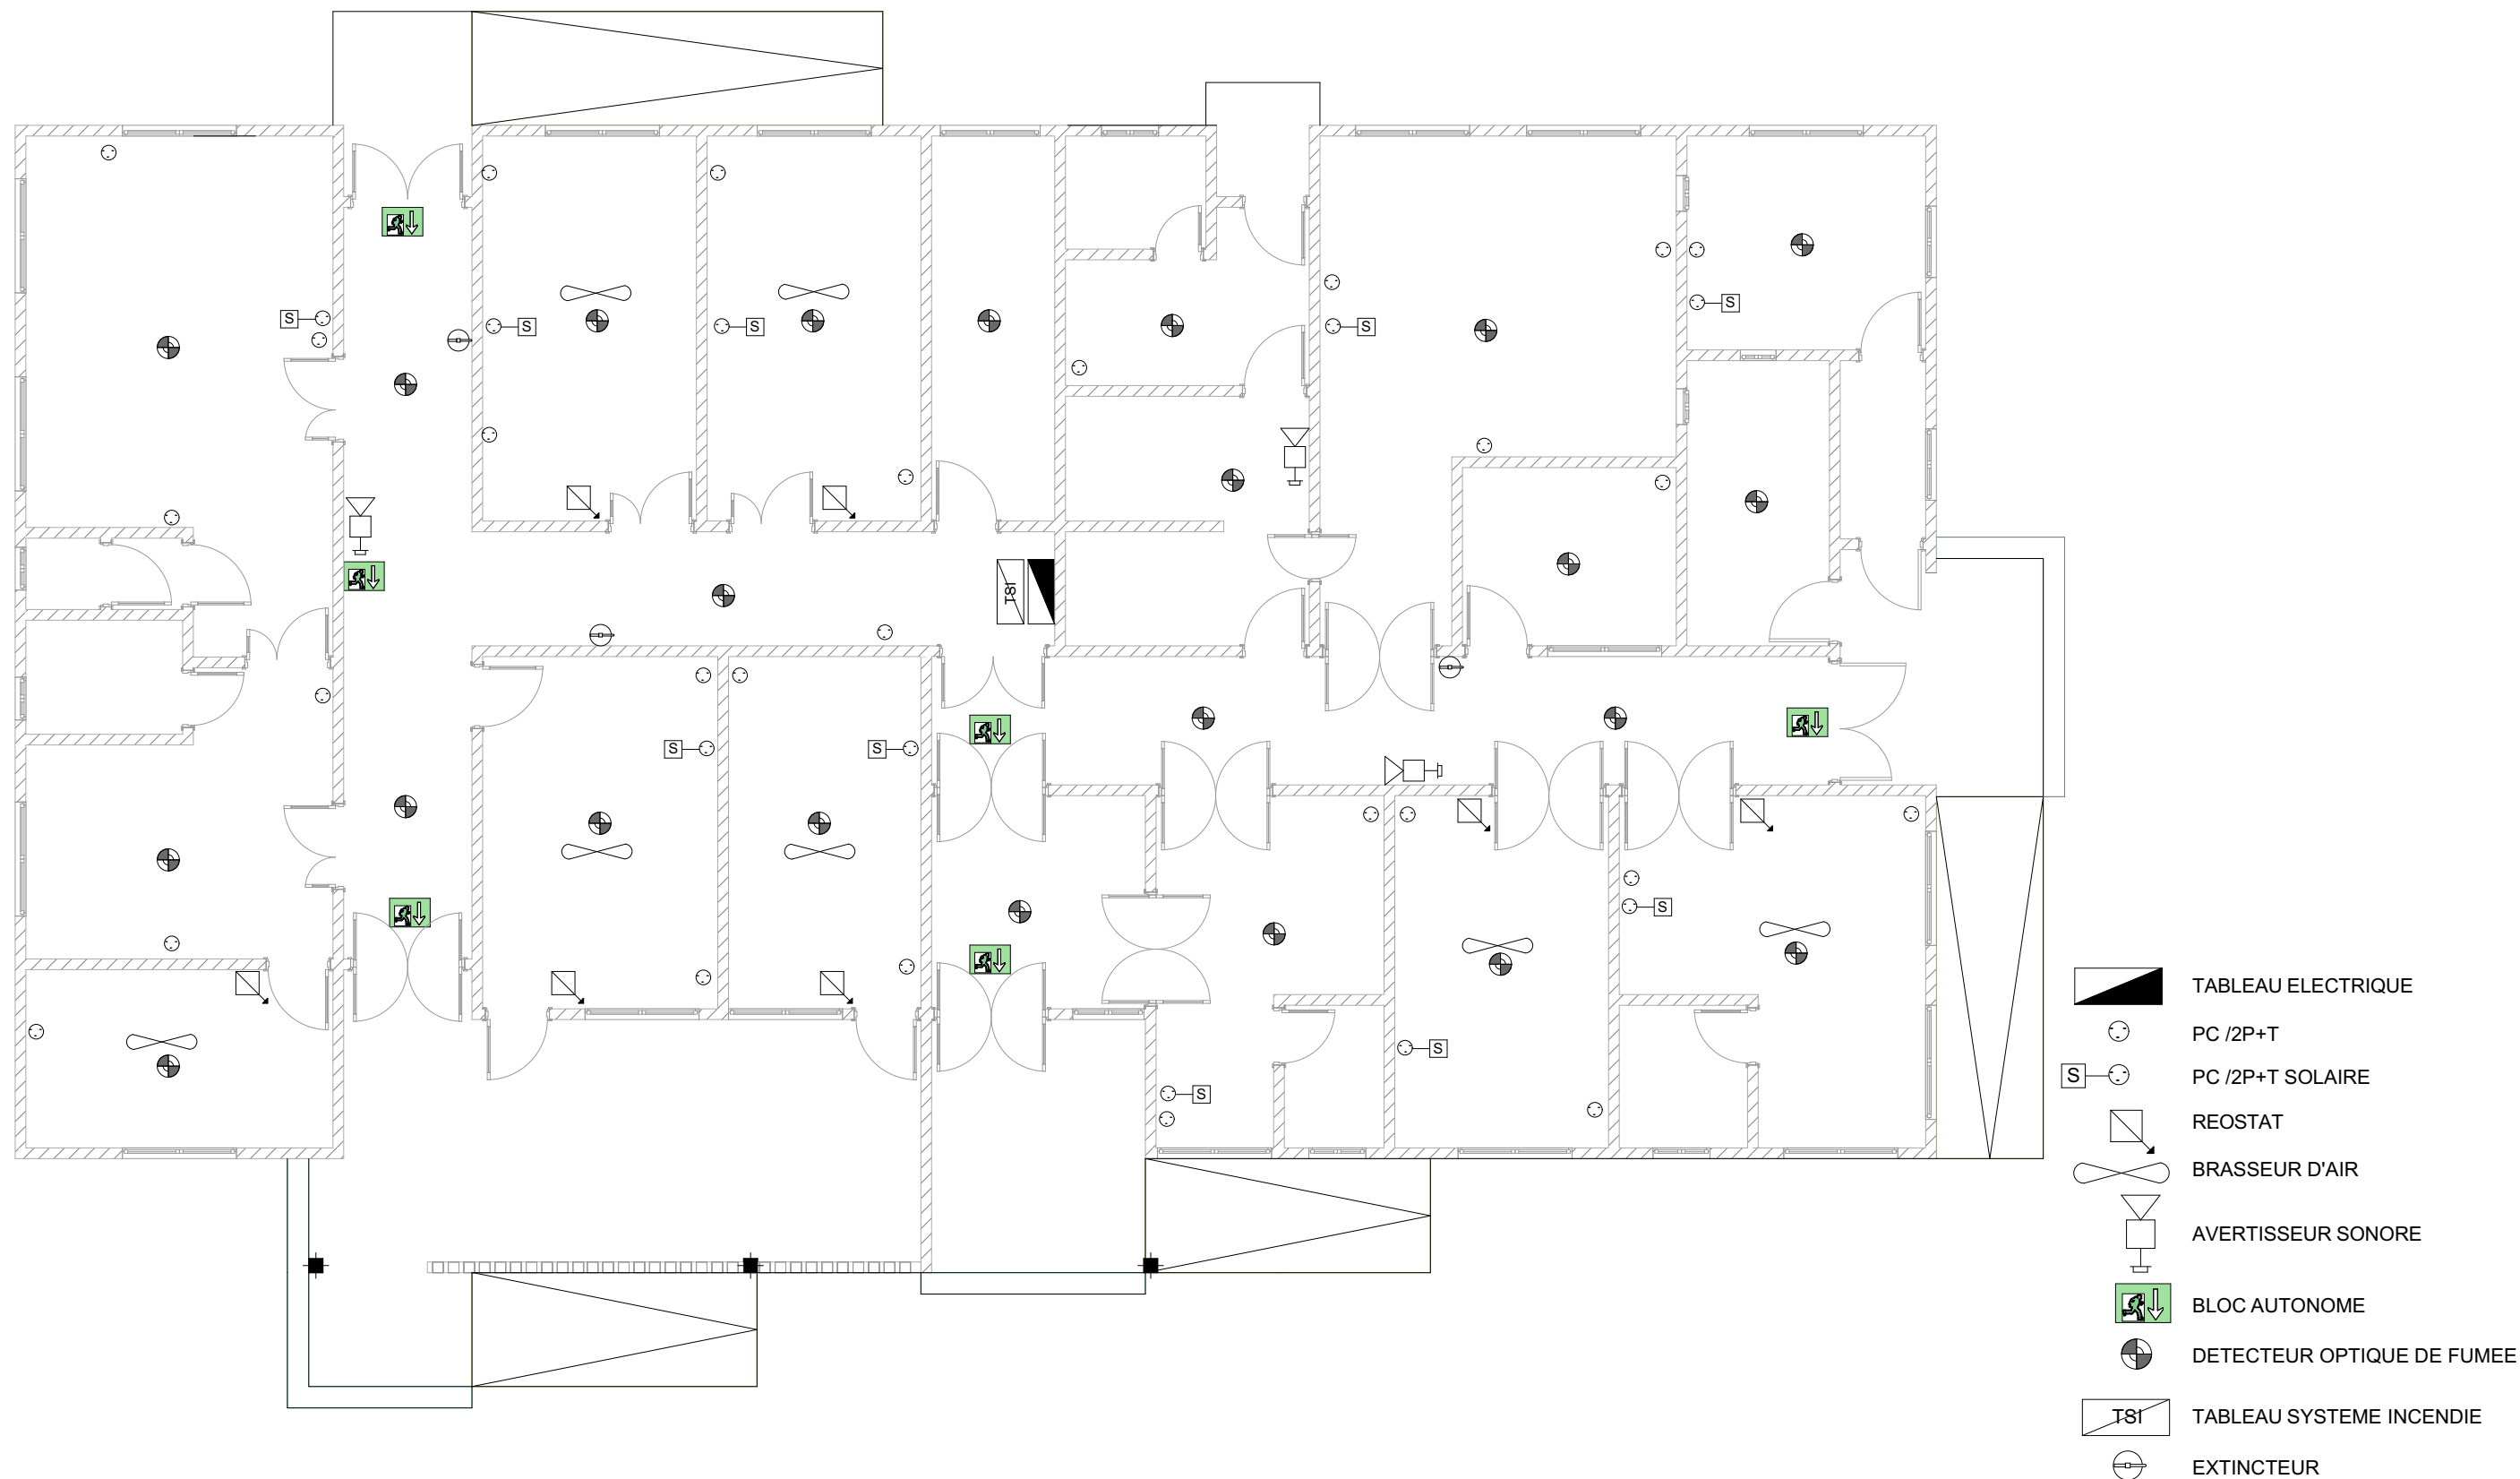 S
S
S
S
S
TSI
S
S
S
S
S
S
TABLEAU ELECTRIQUE
PC /2P+T
S PC /2P+T SOLAIRE
REOSTAT
BRASSEUR D'AIR
AVERTISSEUR SONORE
BLOC AUTONOME
DETECTEUR OPTIQUE DE FUMEE
TSI TABLEAU SYSTEME INCENDIE
EXTINCTEUR